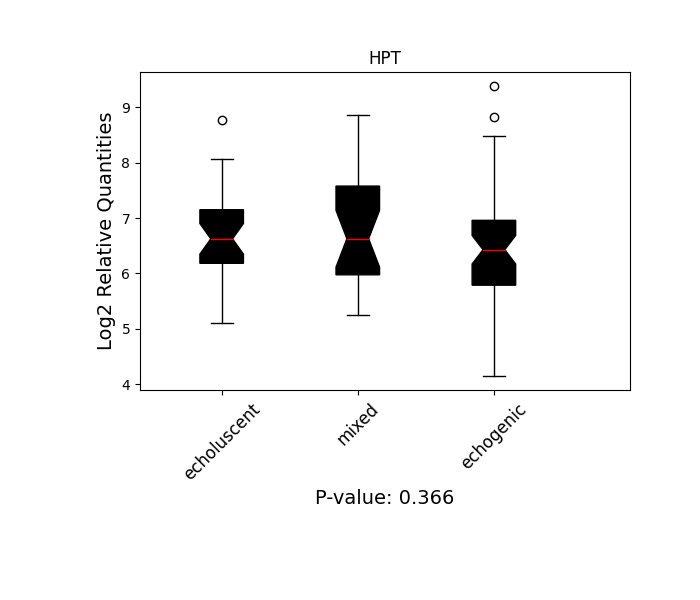 HPT
Log2 Relative Quantities
9
8
7
6
5
4
echoluscent
mixed
echogenic
P-value: 0.366